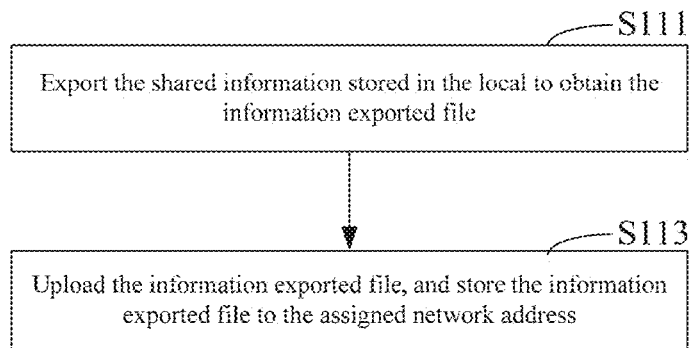 S111
Export the shared information stored in the local to obtain the
information exported file
S113
Upload the information exported file, and store the information
exported file to the assigned network address